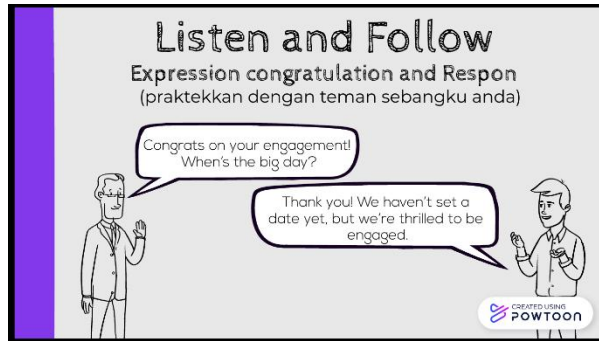 Listen and Follow
Expression congratulation and Respon
(praktekkan dengan teman sebangku anda)
Congrats on your engagement!
When's the big day?
Thank you! We haven't set a
date yet, but we're thrilled to be
engaged.
CREATED USING
POWTOON